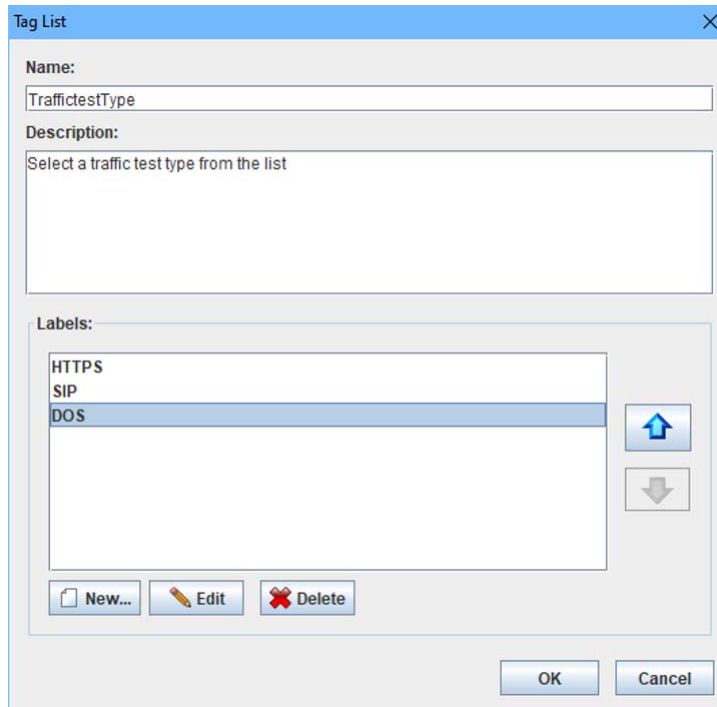 Tag List
Name:
TraffictestType
Description:
Select a traffic test type from the list
Labels:
HTTPS
SIP
DOS
New... Edit Delete
OK Cancel